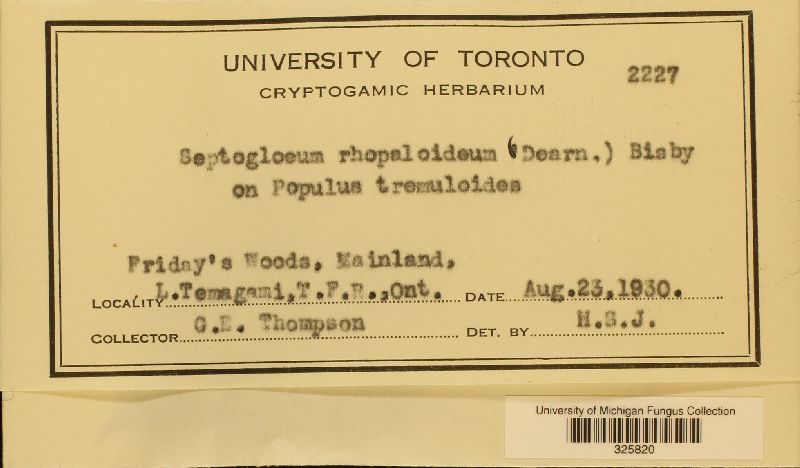 UNIVERSITY OF TORONTO
2227
CRYPTOGAMIC HERBARIUM
Septogloeum rhopaloideum (Dearn.) Bisby
on Populus tremuloides
Friday's Woods, Mainland,
LOCALITY L.Temagami,T.F.R.,Ont. DATE Aug.23,1930.
COLLECTOR G.E. Thompson DET. BY H.S.J.
University of Michigan Fungus Collection
325820